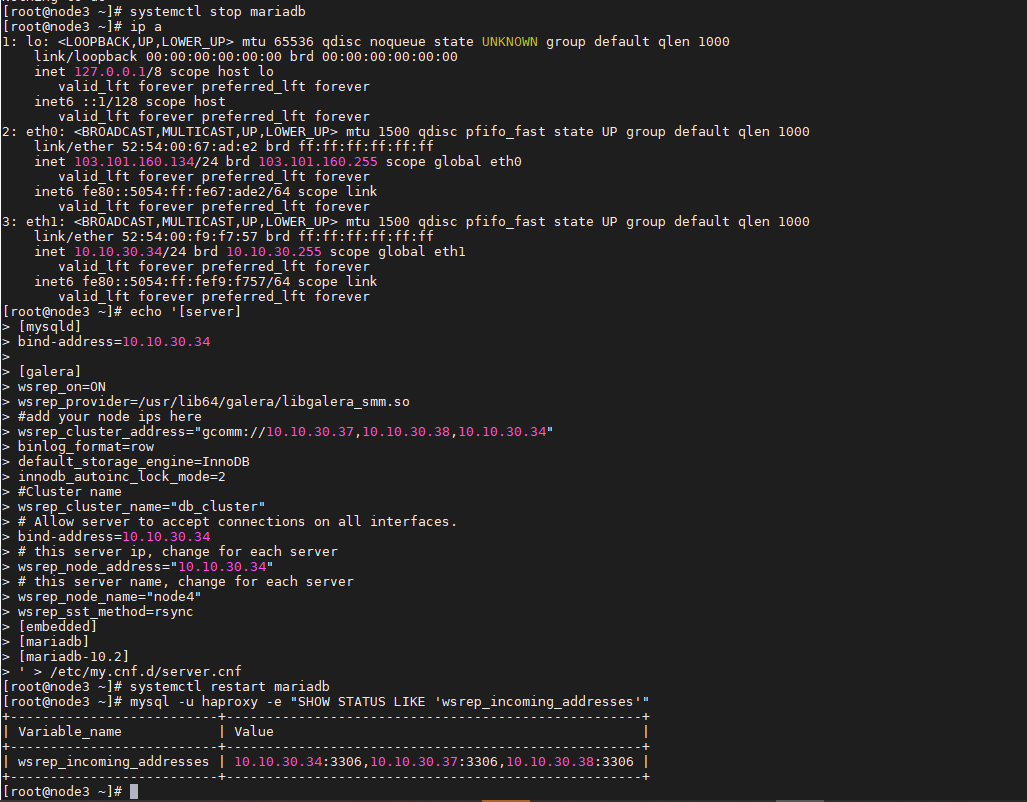 [root@node3 ~]# systemctl stop mariadb
[root@node3 ~]# ip a
1: lo: <LOOPBACK,UP,LOWER_UP> mtu 65536 qdisc noqueue state UNKNOWN group default qlen 1000
    link/loopback 00:00:00:00:00:00 brd 00:00:00:00:00:00
    inet 127.0.0.1/8 scope host lo
       valid_lft forever preferred_lft forever
    inet6 ::1/128 scope host
       valid_lft forever preferred_lft forever
2: eth0: <BROADCAST,MULTICAST,UP,LOWER_UP> mtu 1500 qdisc pfifo_fast state UP group default qlen 1000
    link/ether 52:54:00:67:ad:e2 brd ff:ff:ff:ff:ff:ff
    inet 103.101.160.134/24 brd 103.101.160.255 scope global eth0
       valid_lft forever preferred_lft forever
    inet6 fe80::5054:ff:fe67:ade2/64 scope link
       valid_lft forever preferred_lft forever
3: eth1: <BROADCAST,MULTICAST,UP,LOWER_UP> mtu 1500 qdisc pfifo_fast state UP group default qlen 1000
    link/ether 52:54:00:f9:f7:57 brd ff:ff:ff:ff:ff:ff
    inet 10.10.30.34/24 brd 10.10.30.255 scope global eth1
       valid_lft forever preferred_lft forever
    inet6 fe80::5054:ff:fef9:f757/64 scope link
       valid_lft forever preferred_lft forever
[root@node3 ~]# echo '[server]
> [mysqld]
> bind-address=10.10.30.34
>
> [galera]
> wsrep_on=ON
> wsrep_provider=/usr/lib64/galera/libgalera_smm.so
> #add your node ips here
> wsrep_cluster_address="gcomm://10.10.30.37,10.10.30.38,10.10.30.34"
> binlog_format=row
> default_storage_engine=InnoDB
> innodb_autoinc_lock_mode=2
> #Cluster name
> wsrep_cluster_name="db_cluster"
> # Allow server to accept connections on all interfaces.
> bind-address=10.10.30.34
> # this server ip, change for each server
> wsrep_node_address="10.10.30.34"
> # this server name, change for each server
> wsrep_node_name="node4"
> wsrep_sst_method=rsync
> [embedded]
> [mariadb]
> [mariadb-10.2]
> ' > /etc/my.cnf.d/server.cnf
[root@node3 ~]# systemctl restart mariadb
[root@node3 ~]# mysql -u haproxy -e "SHOW STATUS LIKE 'wsrep_incoming_addresses'"
+--------------------------+----------------------------------------------------+
| Variable_name            | Value                                              |
+--------------------------+----------------------------------------------------+
| wsrep_incoming_addresses | 10.10.30.34:3306,10.10.30.37:3306,10.10.30.38:3306 |
+--------------------------+----------------------------------------------------+
[root@node3 ~]#